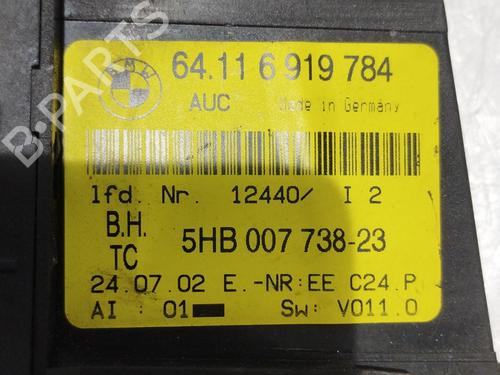 BMW
64.11 6 919 784
AUC Made in Germany
lfd. Nr. 12440/ I 2
B.H.
TC
5HB 007 738-23
24.07.02 E.-NR:EE C24.P
AI : 01 Sw: V011.0
B-PARTS